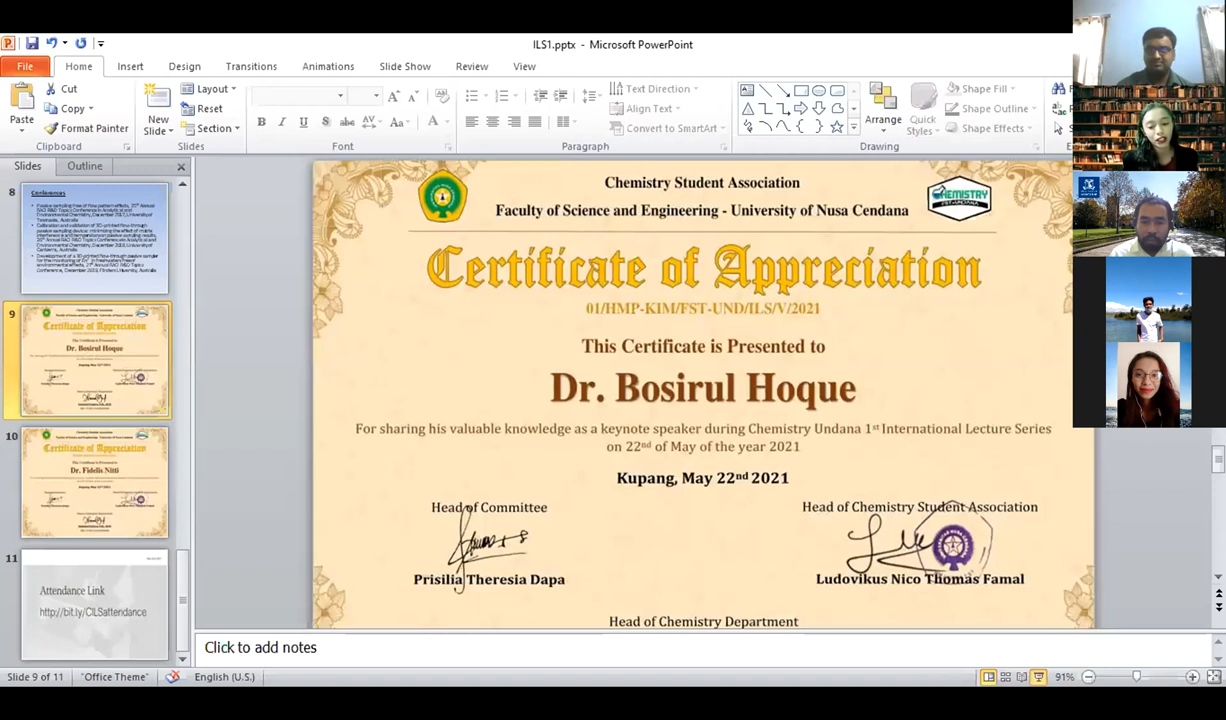 ILS1.pptx - Microsoft PowerPoint
File Home Insert Design Transitions Animations Slide Show Review View
Paste
Cut
Copy
Format Painter
Clipboard
New
Slide
Layout
Reset
Section
Slides
Font
Text Direction
Align Text
Convert to SmartArt
Paragraph
Arrange
Quick
Styles
Shape Fill
Shape Outline
Shape Effects
Drawing
Slides Outline
8
9
Certificate of Appreciation
Dr. Bosirul Hoque
10
Certificate of Appreciation
Dr. Fidelis Nitti
11
Attendance Link
http://bit.ly/CILSattendance
Chemistry Student Association
Faculty of Science and Engineering - University of Nusa Cendana
CHEMISTRY
Certificate of Appreciation
01/HMP-KIM/FST-UND/ILS/V/2021
This Certificate is Presented to
Dr. Bosirul Hoque
For sharing his valuable knowledge as a keynote speaker during Chemistry Undana 1st International Lecture Series
on 22nd of May of the year 2021
Kupang, May 22nd 2021
Head of Committee
Prisilia Theresia Dapa
Head of Chemistry Student Association
Ludovikus Nico Thomas Famal
Head of Chemistry Department
Click to add notes
Slide 9 of 11
"Office Theme"
English (U.S.)
91%